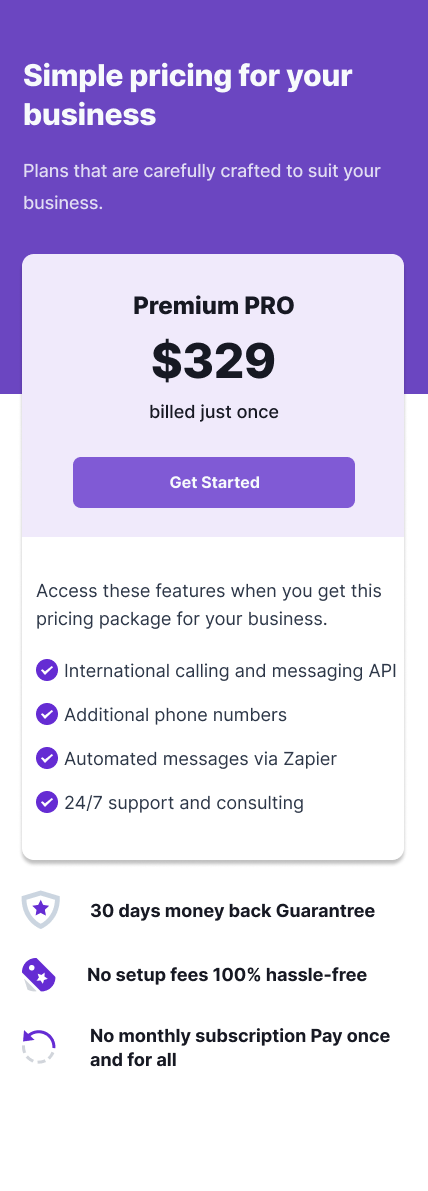 Simple pricing for your
business
Plans that are carefully crafted to suit your
business.
Premium PRO
$329
billed just once
Get Started
Access these features when you get this
pricing package for your business.
International calling and messaging API
Additional phone numbers
Automated messages via Zapier
24/7 support and consulting
30 days money back Guarantree
No setup fees 100% hassle-free
No monthly subscription Pay once
and for all